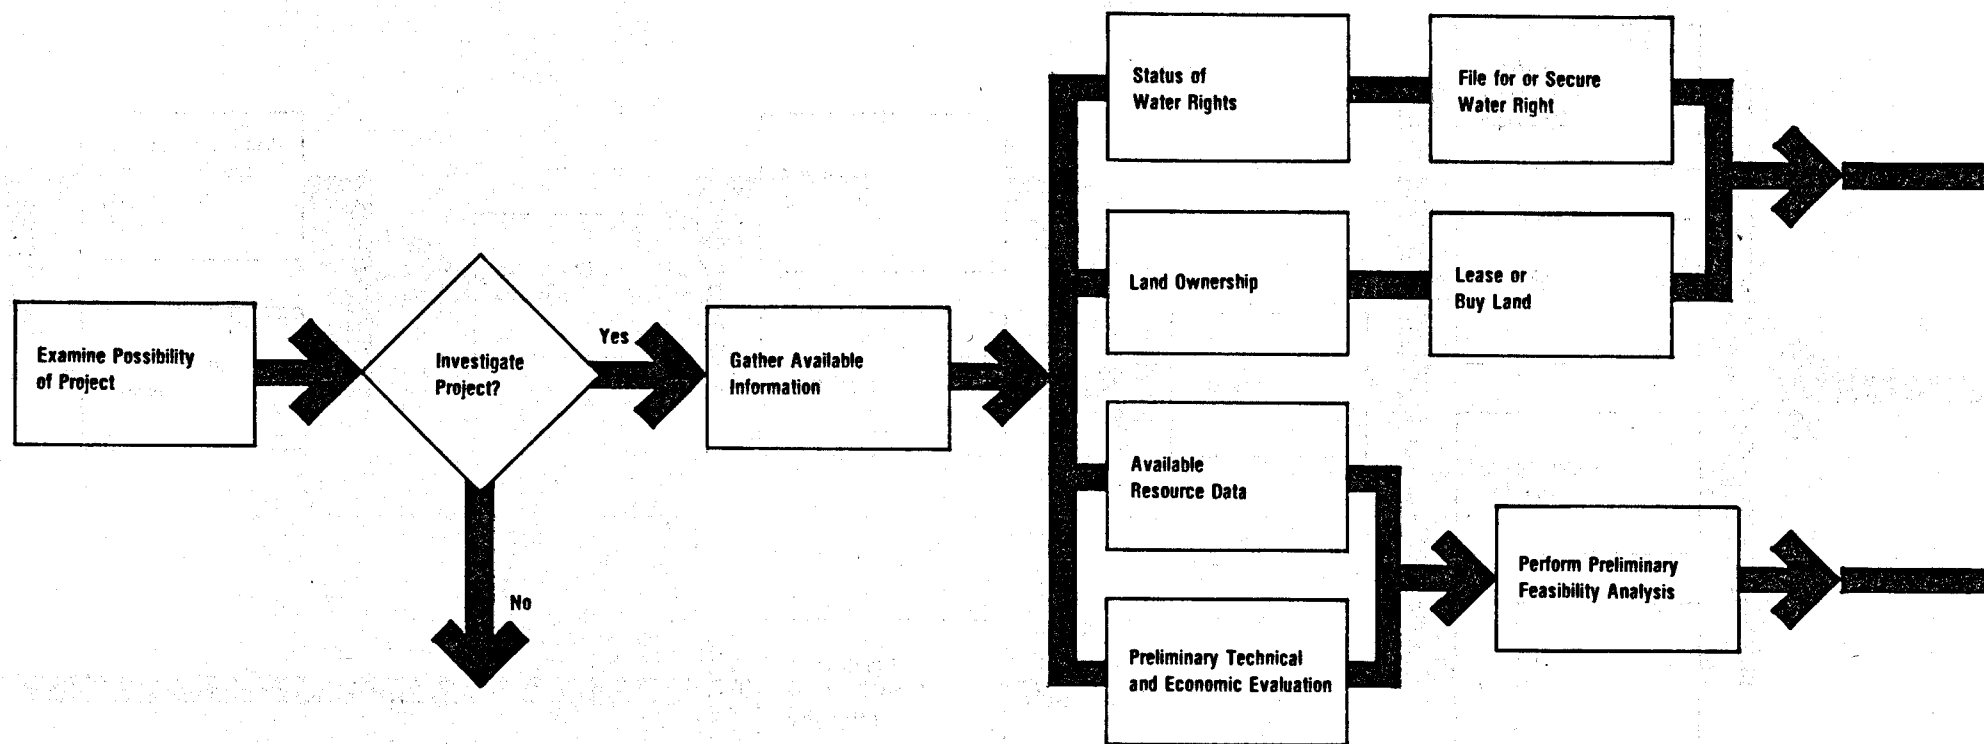 Examine Possibility
of Project
Investigate
Project?
Yes
No
Gather Available
Information
Status of
Water Rights
File for or Secure
Water Right
Land Ownership
Lease or
Buy Land
Available
Resource Data
Preliminary Technical
and Economic Evaluation
Perform Preliminary
Feasibility Analysis